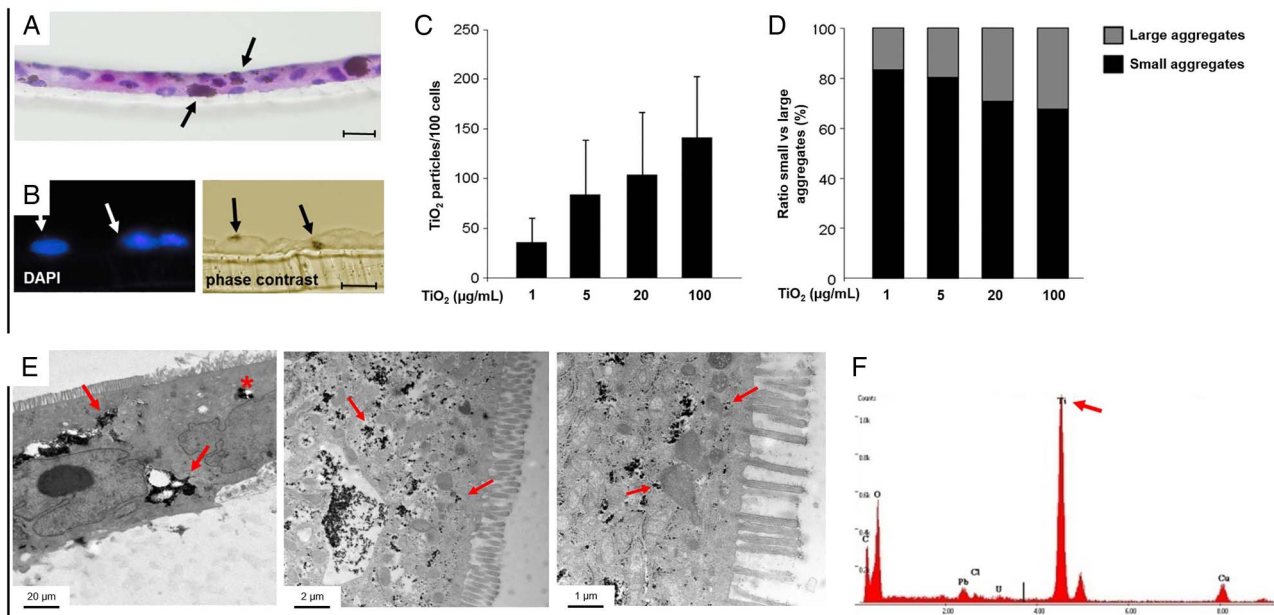 A
B
DAPI
phase contrast
C
TiO2 particles/100 cells
250
200
150
100
50
0
TiO2 (µg/mL) 1 5 20 100
D
Ratio small vs large
aggregates (%)
100
80
60
40
20
0
TiO2 (µg/mL) 1 5 20 100
Large aggregates
Small aggregates
E
*
20 µm
2 µm
1 µm
F
Counts
Ti
O
C
Pb
Cl
U
Cu
2.00
4.00
6.00
8.00